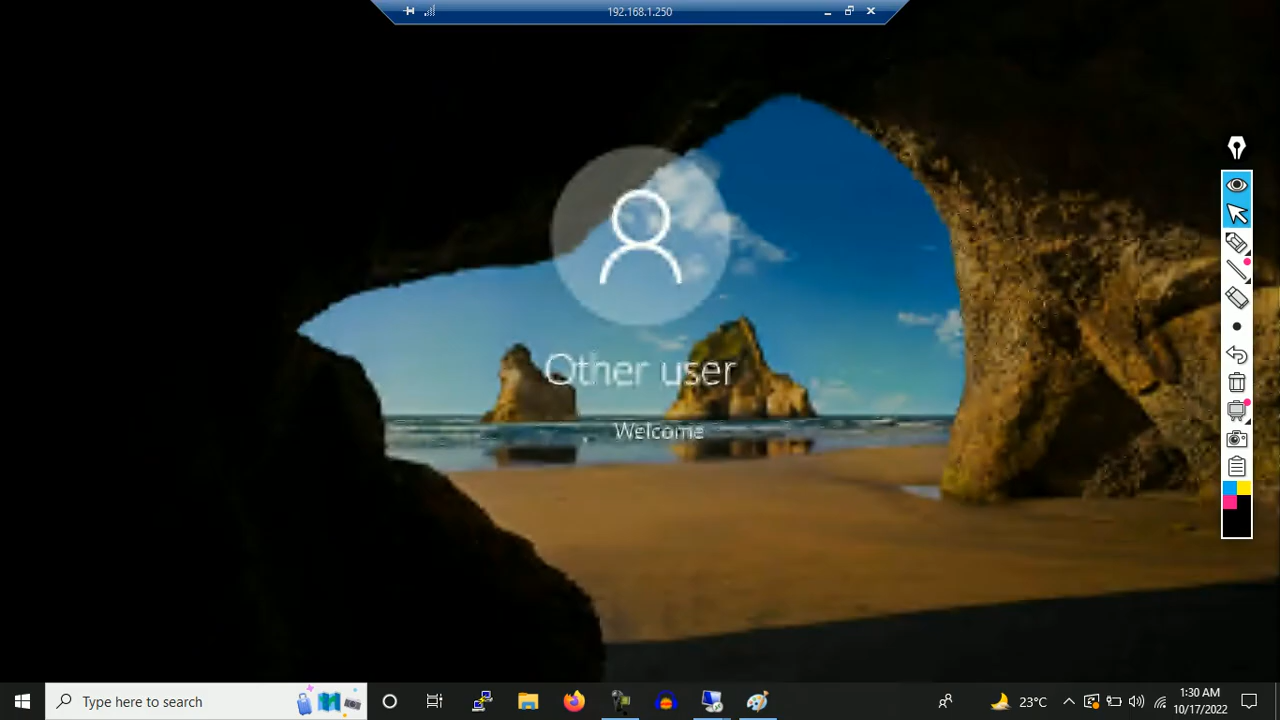 192.168.1.250
Other user
Welcome
Type here to search
23°C
1:30 AM
10/17/2022